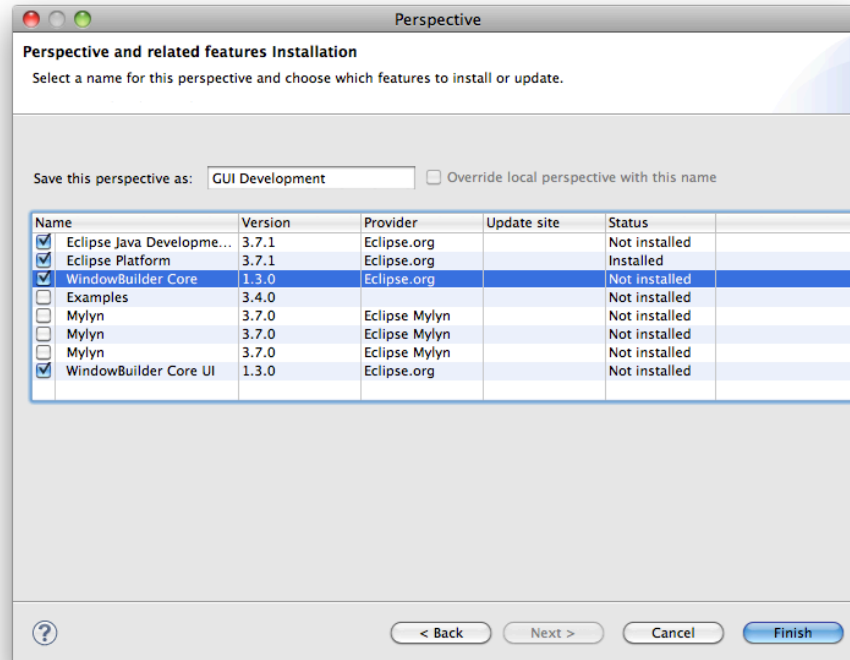 Perspective
Perspective and related features Installation
Select a name for this perspective and choose which features to install or update.
Save this perspective as: GUI Development Override local perspective with this name
Name Version Provider Update site Status
Eclipse Java Developme... 3.7.1 Eclipse.org Not installed
Eclipse Platform 3.7.1 Eclipse.org Installed
WindowBuilder Core 1.3.0 Eclipse.org Not installed
Examples 3.4.0 Not installed
Mylyn 3.7.0 Eclipse Mylyn Not installed
Mylyn 3.7.0 Eclipse Mylyn Not installed
Mylyn 3.7.0 Eclipse Mylyn Not installed
WindowBuilder Core UI 1.3.0 Eclipse.org Not installed
? < Back Next > Cancel Finish